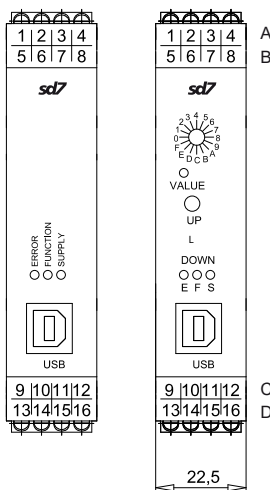 1 2 3 4
5 6 7 8
sd7
ERROR
FUNCTION
SUPPLY
USB
9 10 11 12
13 14 15 16
1 2 3 4 A
5 6 7 8 B
sd7
0 1 2 3 4 5 6 7 8 9 A B C D E F
VALUE
UP
L
DOWN
E F S
USB
9 10 11 12 C
13 14 15 16 D
22,5